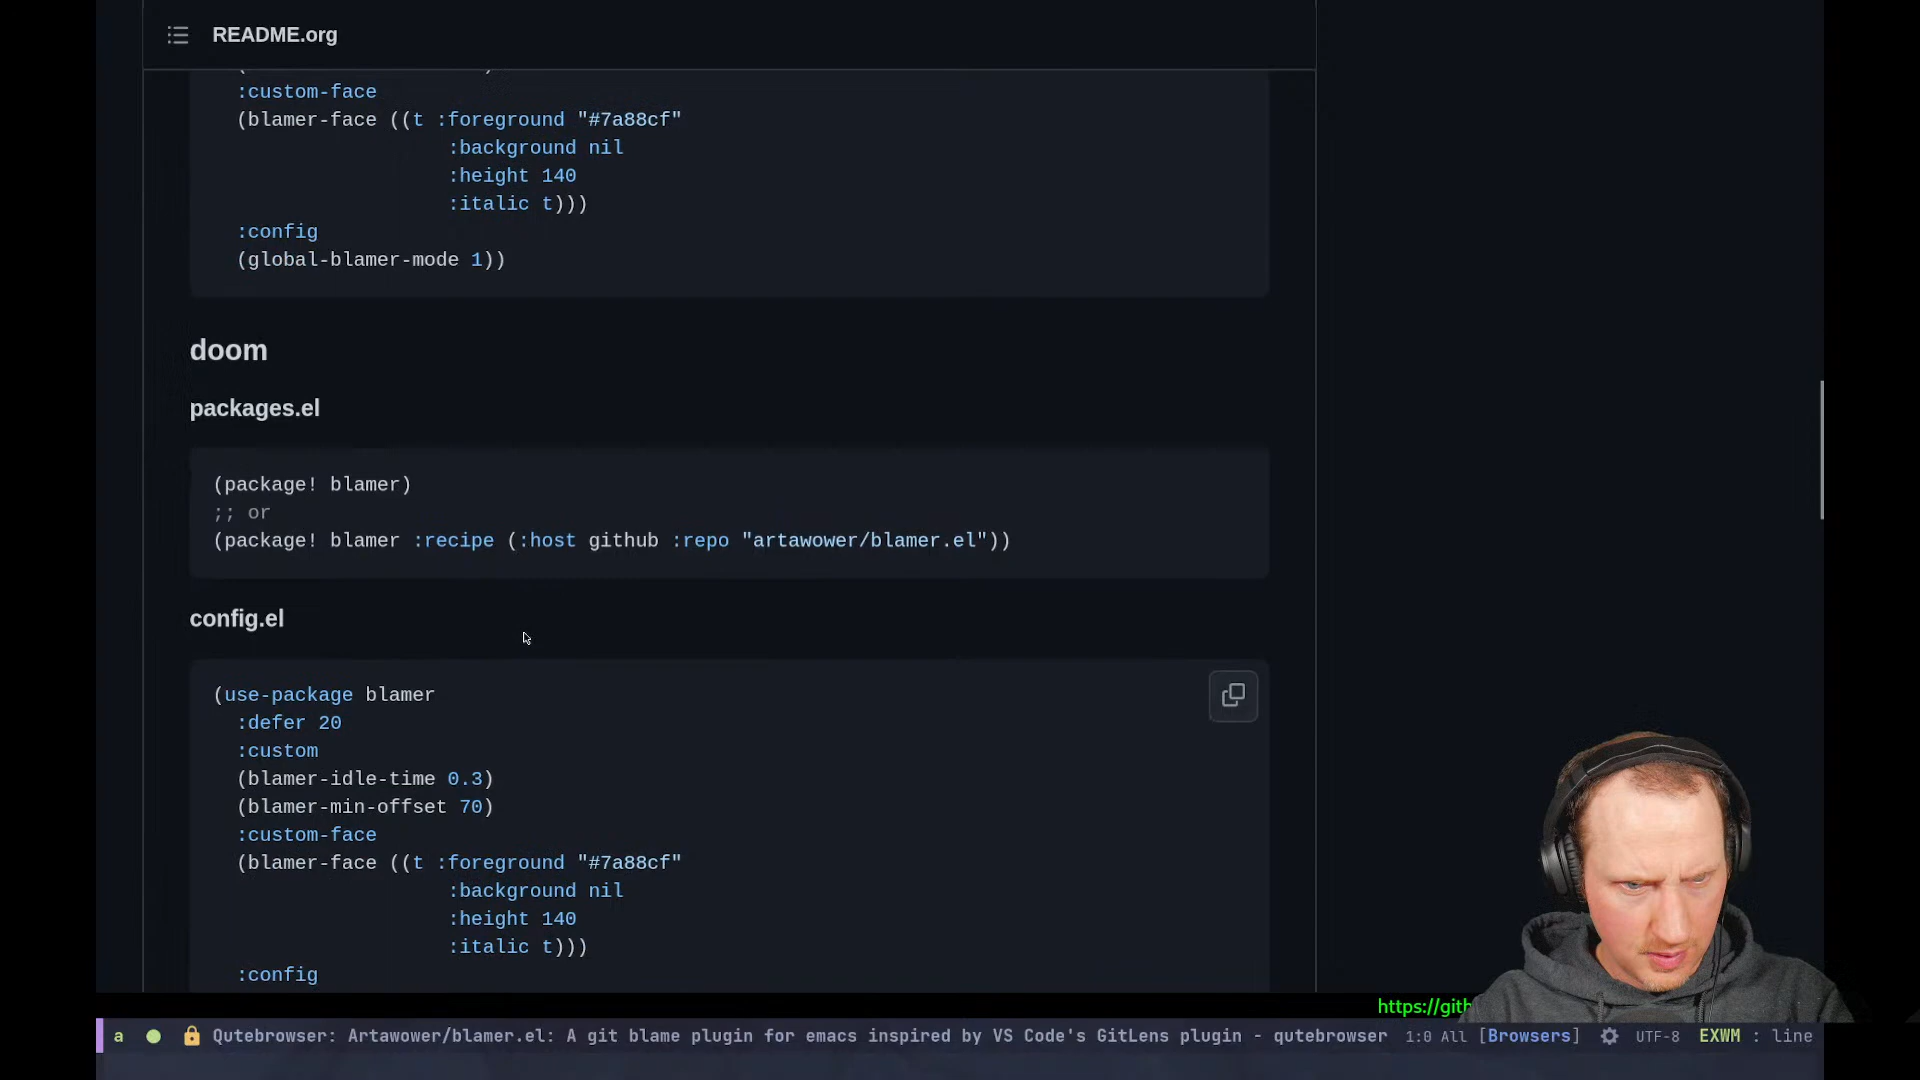 README.org
:custom-face
(blamer-face ((t :foreground "#7a88cf"
:background nil
:height 140
:italic t)))
:config
(global-blamer-mode 1))
doom
packages.el
(package! blamer)
;; or
(package! blamer :recipe (:host github :repo "artawower/blamer.el"))
config.el
(use-package blamer
:defer 20
:custom
(blamer-idle-time 0.3)
(blamer-min-offset 70)
:custom-face
(blamer-face ((t :foreground "#7a88cf"
:background nil
:height 140
:italic t)))
:config
https://gith
a Qutebrowser: Artawower/blamer.el: A git blame plugin for emacs inspired by VS Code's GitLens plugin - qutebrowser 1:0 All [Browsers] UTF-8 EXWM : line